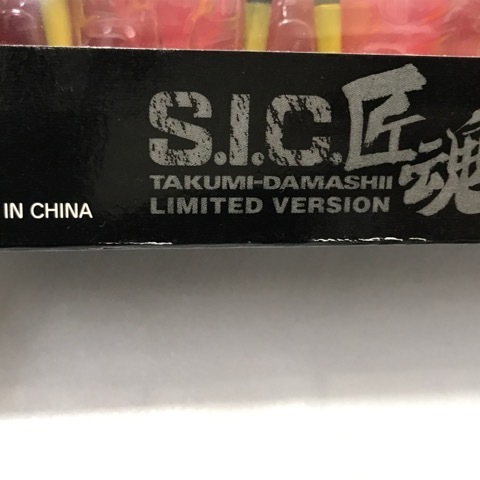 S.I.C.匠魂
TAKUMI-DAMASHII
LIMITED VERSION
IN CHINA